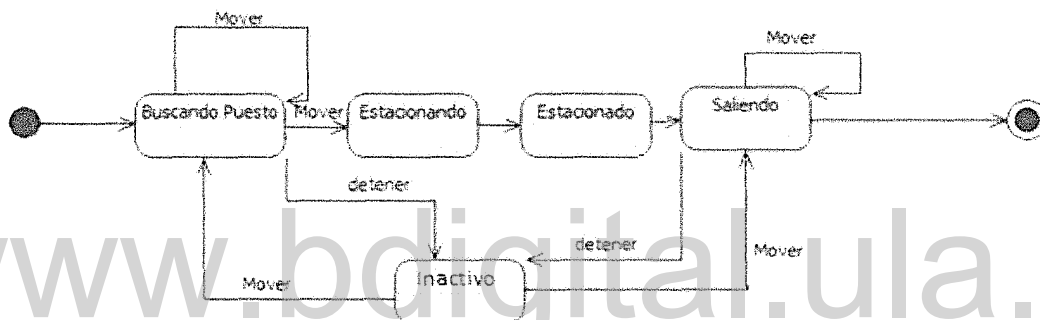 Mover
Mover
Buscando Puesto
Mover
Estacionando
Estacionado
Saliendo
detener
detener
Mover
Mover
Inactivo
www.bdigital.ula.